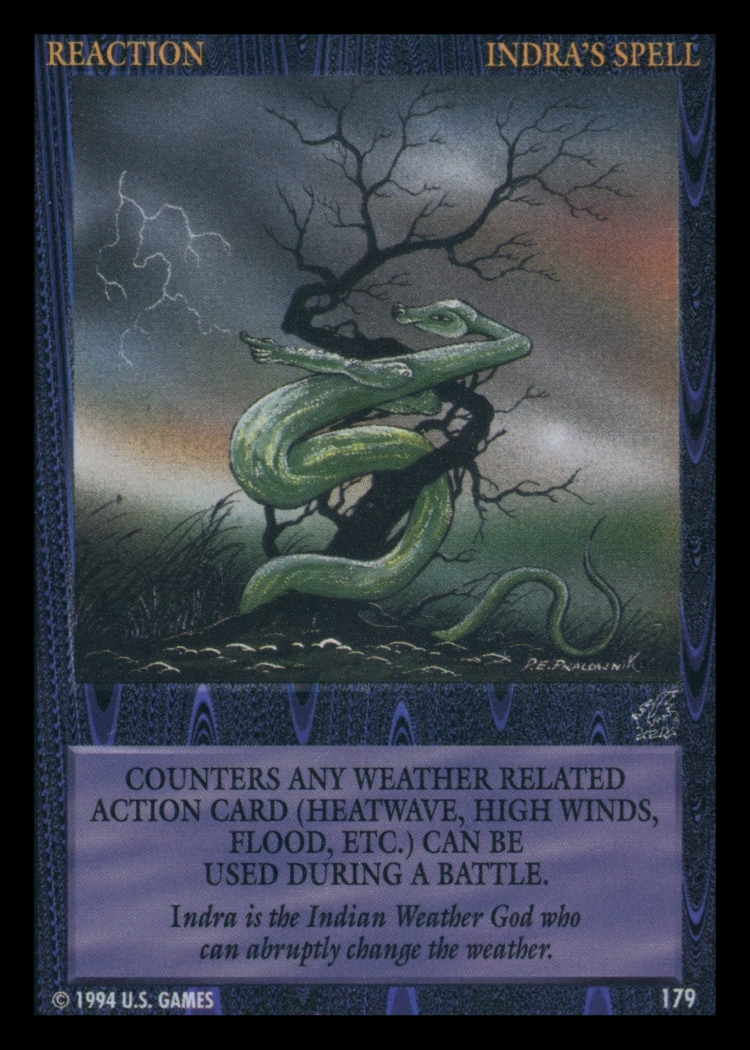 REACTION
INDRA'S SPELL
COUNTERS ANY WEATHER RELATED
ACTION CARD (HEATWAVE, HIGH WINDS,
FLOOD, ETC.) CAN BE
USED DURING A BATTLE.
Indra is the Indian Weather God who
can abruptly change the weather.
© 1994 U.S. GAMES
179